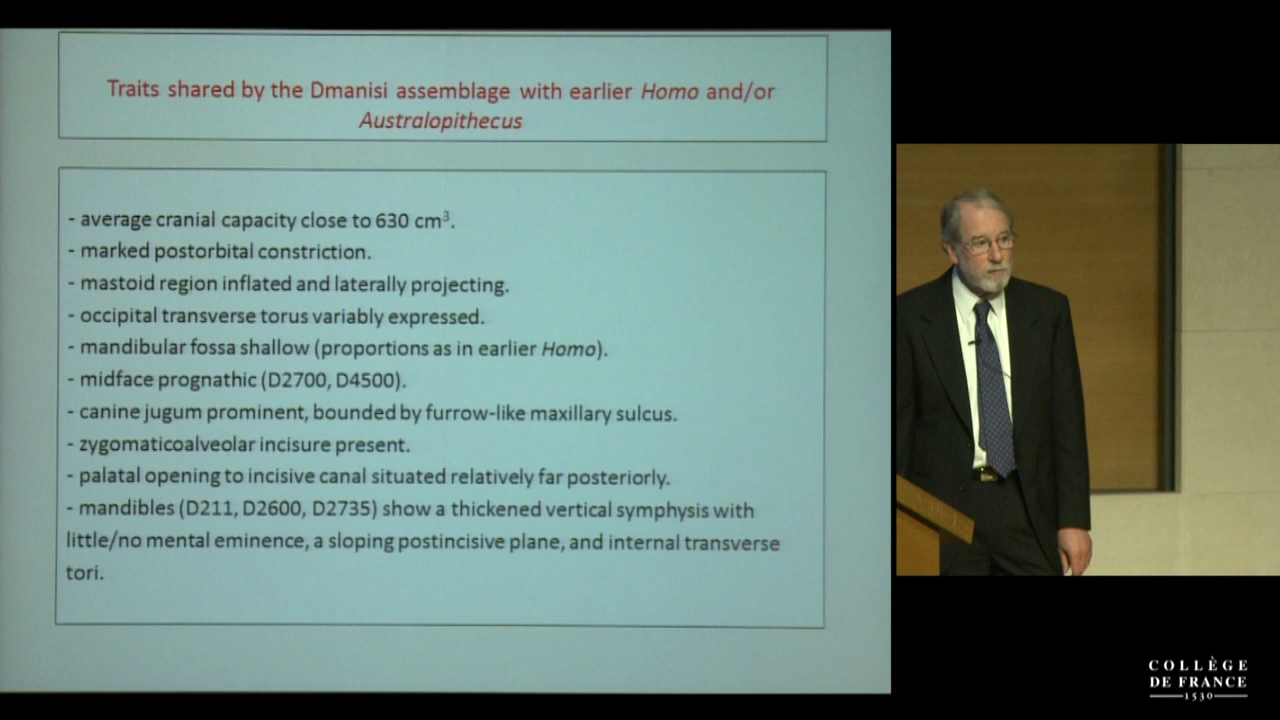 Traits shared by the Dmanisi assemblage with earlier Homo and/or
Australopithecus
- average cranial capacity close to 630 cm³.
- marked postorbital constriction.
- mastoid region inflated and laterally projecting.
- occipital transverse torus variably expressed.
- mandibular fossa shallow (proportions as in earlier Homo).
- midface prognathic (D2700, D4500).
- canine jugum prominent, bounded by furrow-like maxillary sulcus.
- zygomaticoalveolar incisure present.
- palatal opening to incisive canal situated relatively far posteriorly.
- mandibles (D211, D2600, D2735) show a thickened vertical symphysis with
little/no mental eminence, a sloping postincisive plane, and internal transverse
tori.
COLLÈGE
DE FRANCE
1530